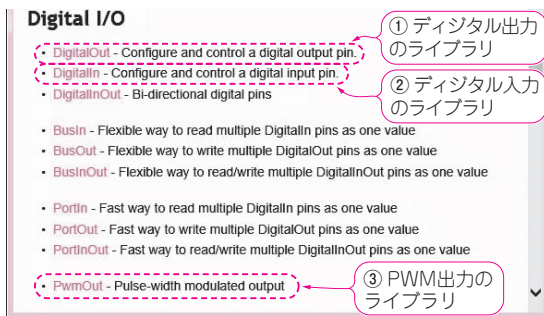 Digital I/O
• DigitalOut - Configure and control a digital output pin.
• DigitalIn - Configure and control a digital input pin.
• DigitalInOut - Bi-directional digital pins
• BusIn - Flexible way to read multiple DigitalIn pins as one value
• BusOut - Flexible way to write multiple DigitalOut pins as one value
• BusInOut - Flexible way to read/write multiple DigitalInOut pins as one value
• PortIn - Fast way to read multiple DigitalIn pins as one value
• PortOut - Fast way to write multiple DigitalOut pins as one value
• PortInOut - Fast way to read/write multiple DigitalInOut pins as one value
• PwmOut - Pulse-width modulated output
① ディジタル出力
のライブラリ
② ディジタル入力
のライブラリ
③ PWM出力の
ライブラリ